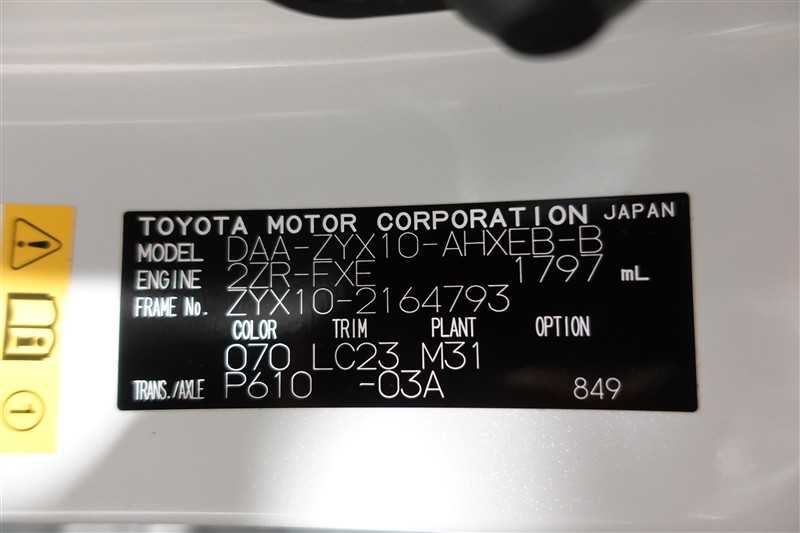 TOYOTA MOTOR CORPORATION JAPAN
MODEL DAA-ZYX10-AHXEB-B
ENGINE 2ZR-FXE 1797 mL
FRAME No. ZYX10-2164793
COLOR TRIM PLANT OPTION
070 LC23 M31
TRANS./AXLE P610 -03A 849
1